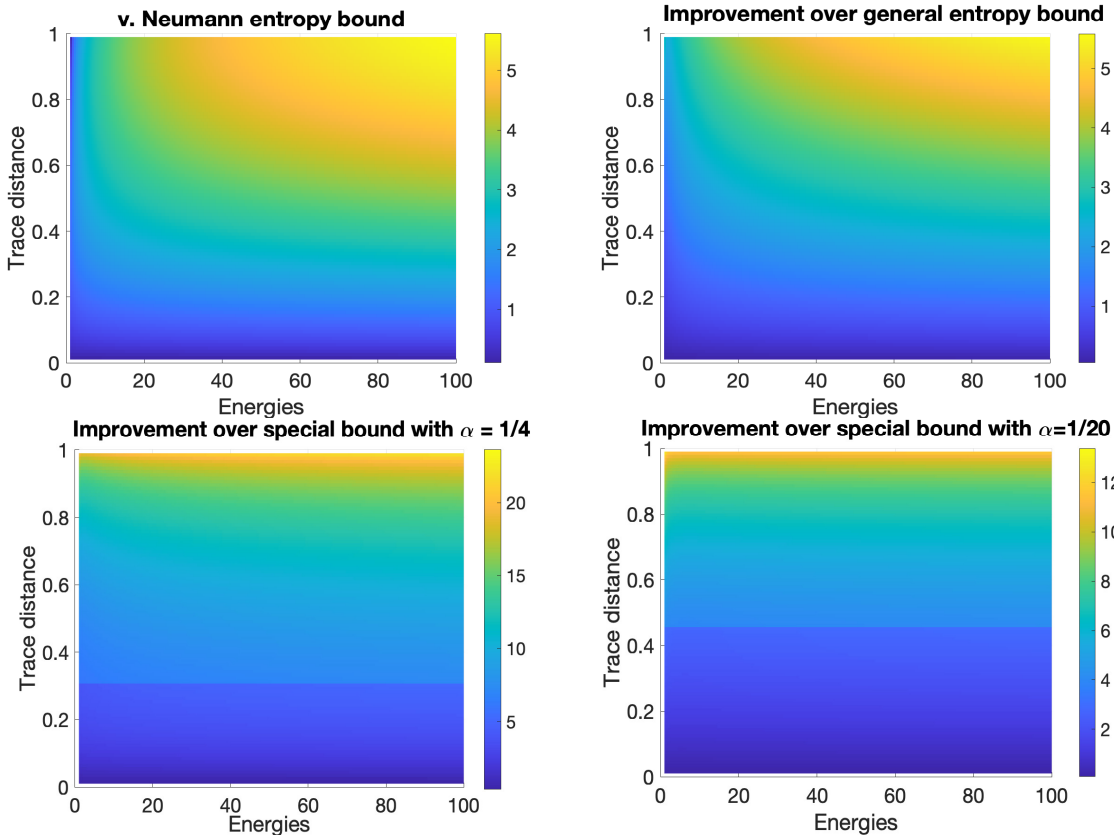 v. Neumann entropy bound
1
0.8
0.6
0.4
0.2
0
Trace distance
0 20 40 60 80 100
Energies
5
4
3
2
1
Improvement over general entropy bound
1
0.8
0.6
0.4
0.2
0
Trace distance
0 20 40 60 80 100
Energies
5
4
3
2
1
Improvement over special bound with α = 1/4
1
0.8
0.6
0.4
0.2
0
Trace distance
0 20 40 60 80 100
Energies
20
15
10
5
Improvement over special bound with α=1/20
1
0.8
0.6
0.4
0.2
0
Trace distance
0 20 40 60 80 100
Energies
12
10
8
6
4
2